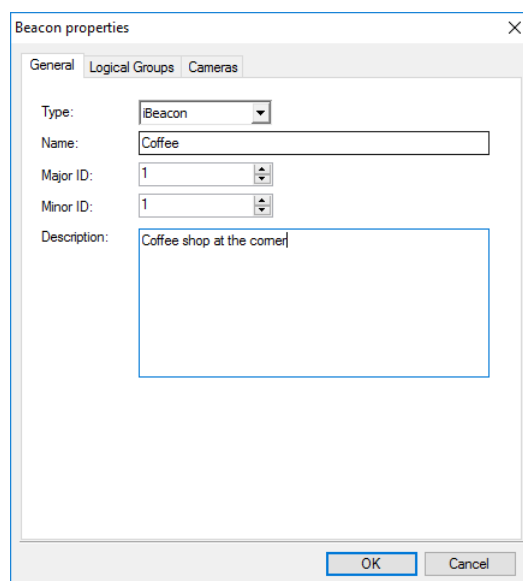 Beacon properties
General Logical Groups Cameras
Type: iBeacon
Name: Coffee
Major ID: 1
Minor ID: 1
Description: Coffee shop at the corner
OK Cancel